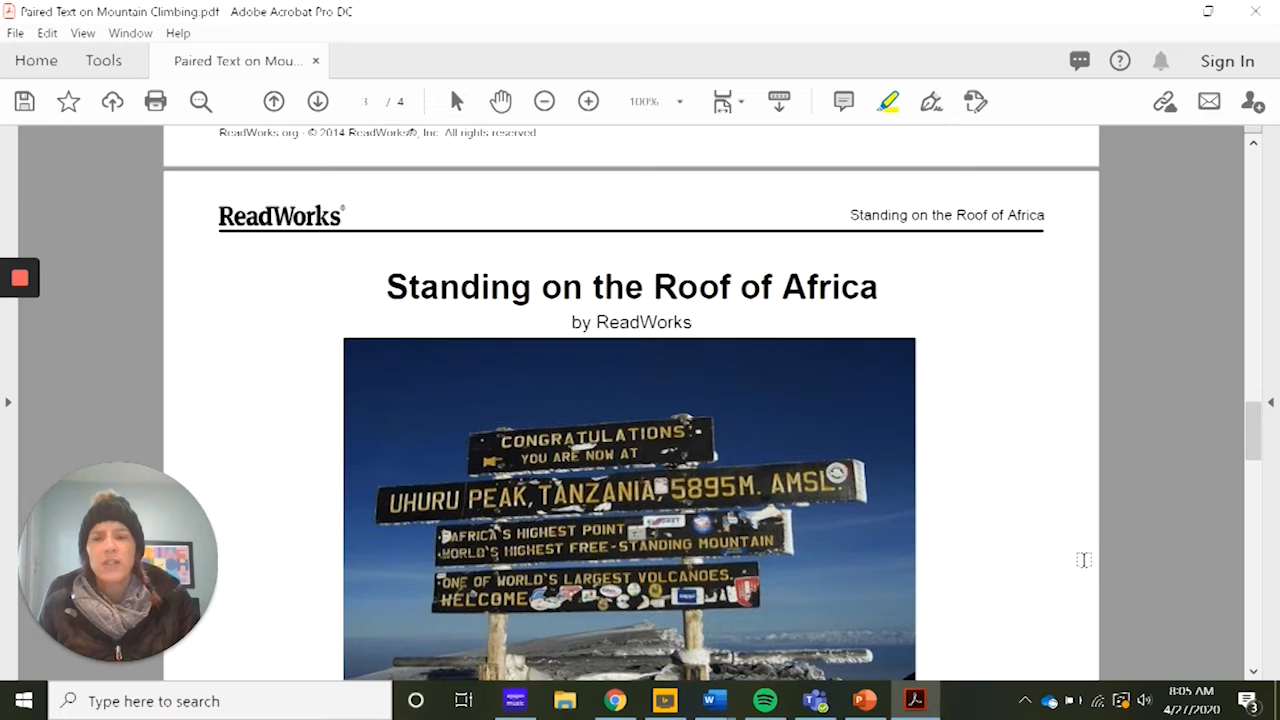 Paired Text on Mountain Climbing.pdf - Adobe Acrobat Pro DC
File Edit View Window Help
Home Tools Paired Text on Mou... × Sign In
3 / 4 100%
ReadWorks.org · © 2014 ReadWorks®, Inc. All rights reserved.
ReadWorks® Standing on the Roof of Africa
Standing on the Roof of Africa
by ReadWorks
CONGRATULATIONS
YOU ARE NOW AT
UHURU PEAK, TANZANIA, 5895M. AMSL.
AFRICA'S HIGHEST POINT
WORLD'S HIGHEST FREE-STANDING MOUNTAIN
ONE OF WORLD'S LARGEST VOLCANOES.
WELCOME
Type here to search
amazon music
8:05 AM
4/27/2020
3